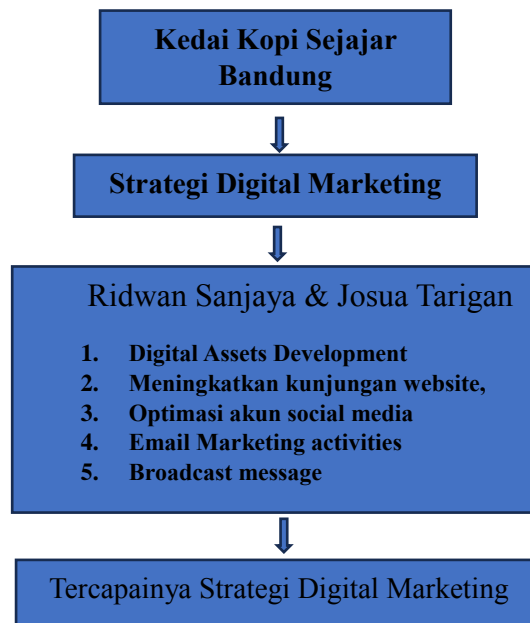 Kedai Kopi Sejajar
Bandung
Strategi Digital Marketing
Ridwan Sanjaya & Josua Tarigan
1. Digital Assets Development
2. Meningkatkan kunjungan website,
3. Optimasi akun social media
4. Email Marketing activities
5. Broadcast message
Tercapainya Strategi Digital Marketing